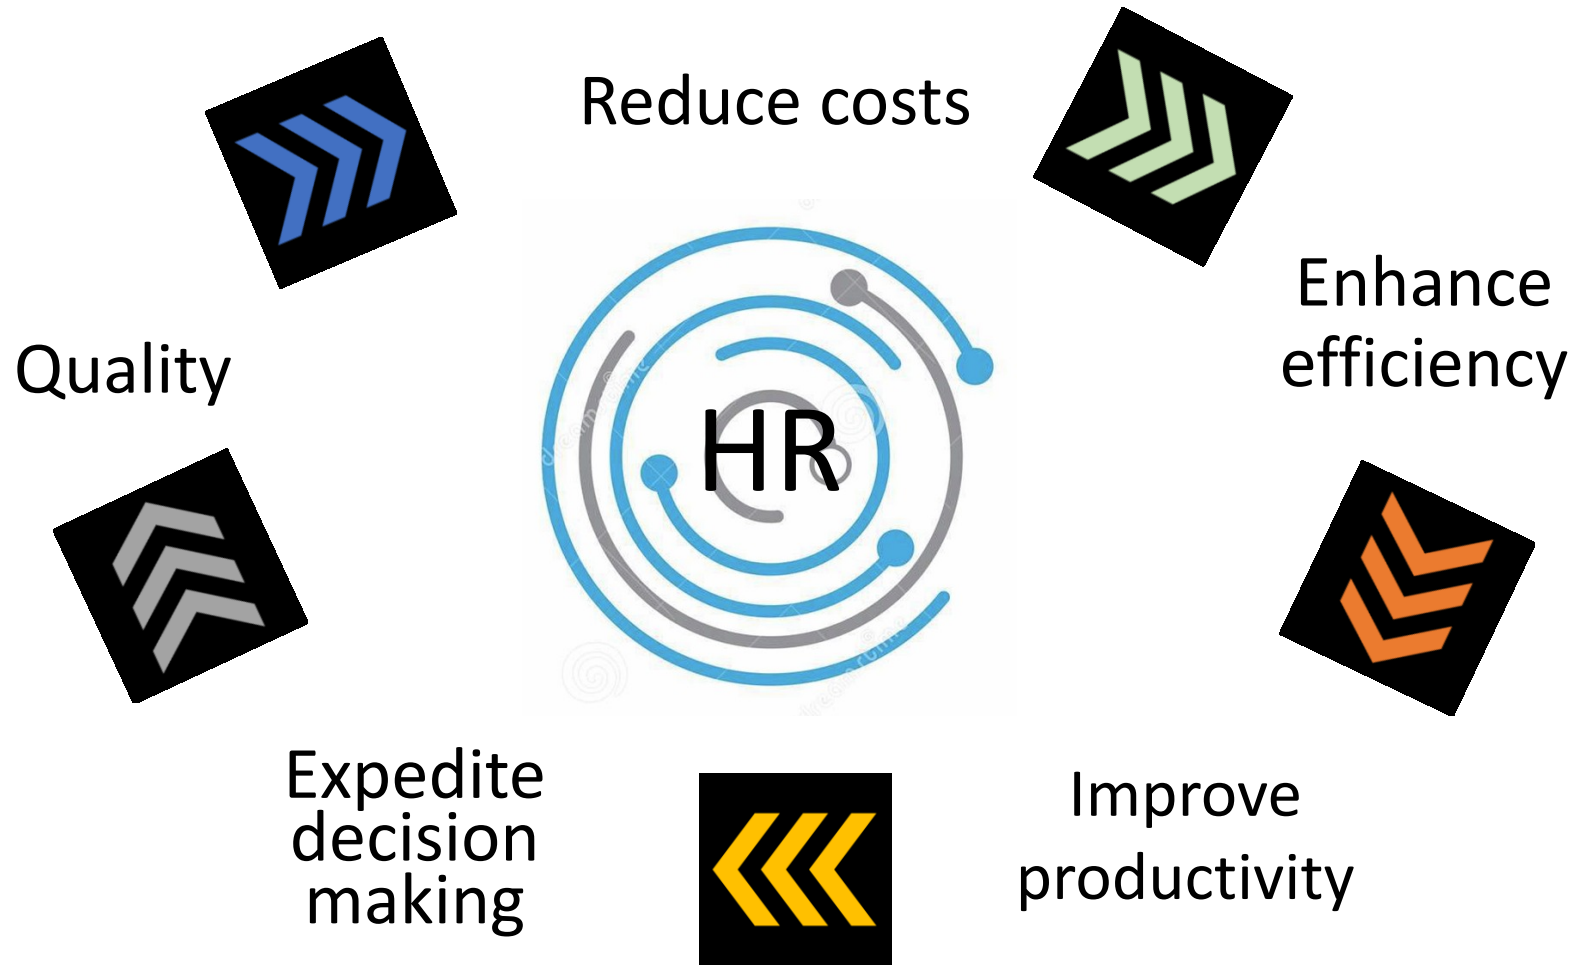 Reduce costs
Enhance
efficiency
Quality
HR
Expedite
decision
making
Improve
productivity